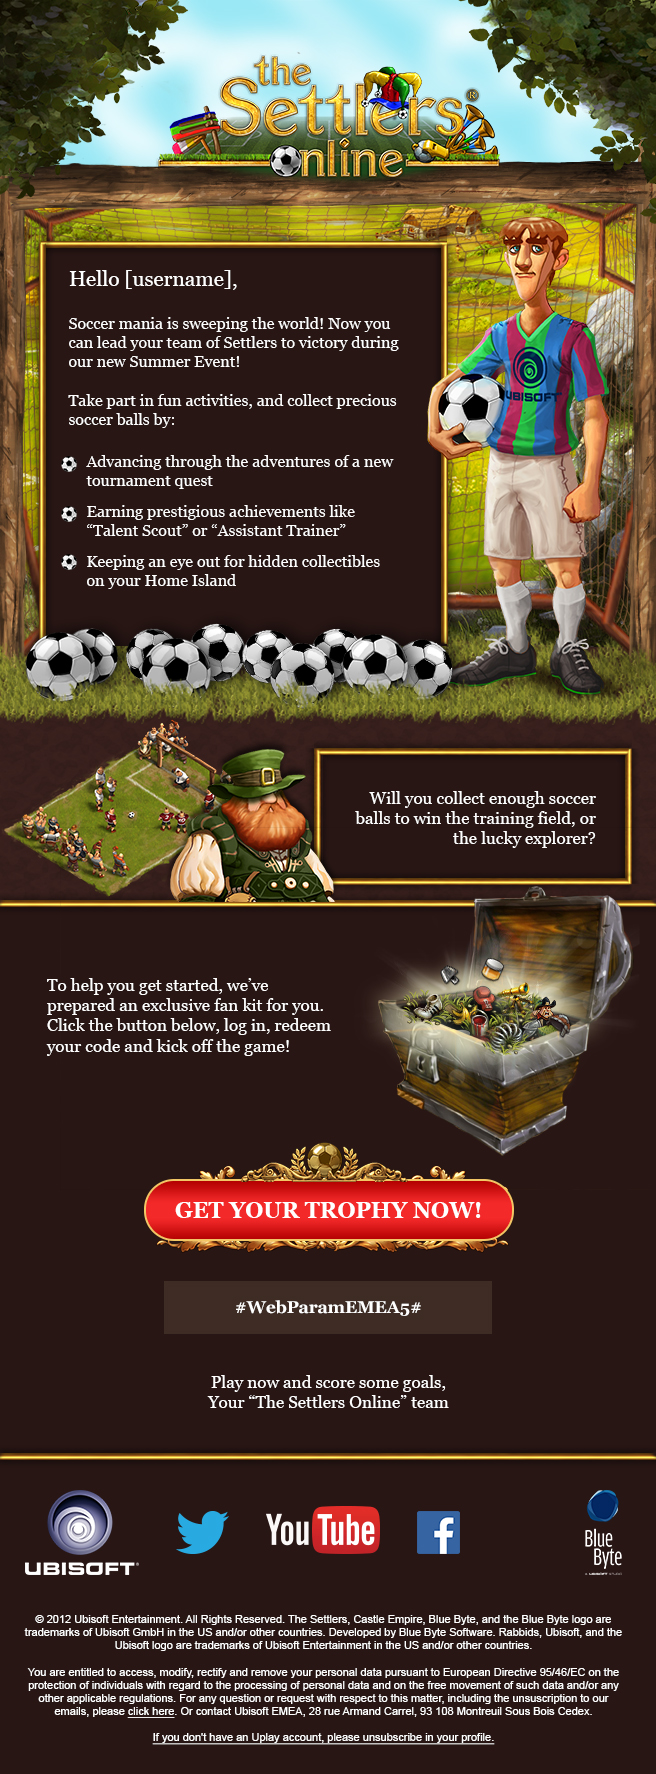 the
Settlers®
Online
Hello [username],
Soccer mania is sweeping the world! Now you
can lead your team of Settlers to victory during
our new Summer Event!
Take part in fun activities, and collect precious
soccer balls by:
Advancing through the adventures of a new
tournament quest
Earning prestigious achievements like
“Talent Scout” or “Assistant Trainer”
Keeping an eye out for hidden collectibles
on your Home Island
UBISOFT
Will you collect enough soccer
balls to win the training field, or
the lucky explorer?
To help you get started, we’ve
prepared an exclusive fan kit for you.
Click the button below, log in, redeem
your code and kick off the game!
GET YOUR TROPHY NOW!
#WebParamEMEA5#
Play now and score some goals,
Your “The Settlers Online” team
UBISOFT
YouTube
f
Blue
Byte
A UBISOFT STUDIO
© 2012 Ubisoft Entertainment. All Rights Reserved. The Settlers, Castle Empire, Blue Byte, and the Blue Byte logo are
trademarks of Ubisoft GmbH in the US and/or other countries. Developed by Blue Byte Software. Rabbids, Ubisoft, and the
Ubisoft logo are trademarks of Ubisoft Entertainment in the US and/or other countries.
You are entitled to access, modify, rectify and remove your personal data pursuant to European Directive 95/46/EC on the
protection of individuals with regard to the processing of personal data and on the free movement of such data and/or any
other applicable regulations. For any question or request with respect to this matter, including the unsuscription to our
emails, please click here. Or contact Ubisoft EMEA, 28 rue Armand Carrel, 93 108 Montreuil Sous Bois Cedex.
If you don't have an Uplay account, please unsubscribe in your profile.